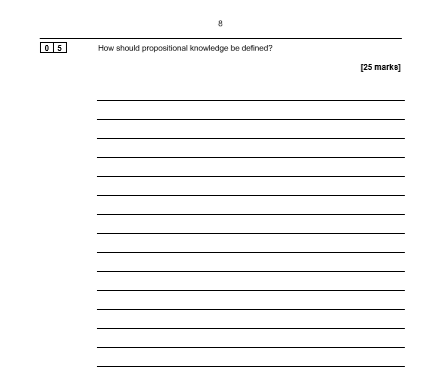 8
0 5 How should propositional knowledge be defined?
[25 marks]